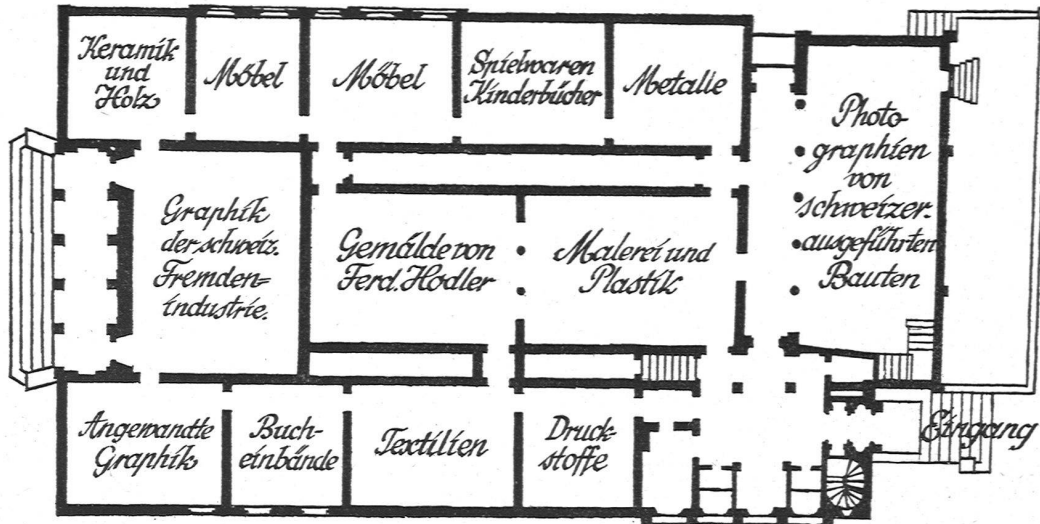 Keramik
und
Holz
Möbel
Möbel
Spielwaren
Kinderbücher
Metalle
Photo-
graphien
von
schweizer.
ausgeführten
Bauten
Graphik
der schweiz.
Fremden=
industrie.
Gemälde von
Ferd. Hodler
Malerei und
Plastik
Angewandte
Graphik
Buch-
einbände
Textilien
Druck-
stoffe
Eingang